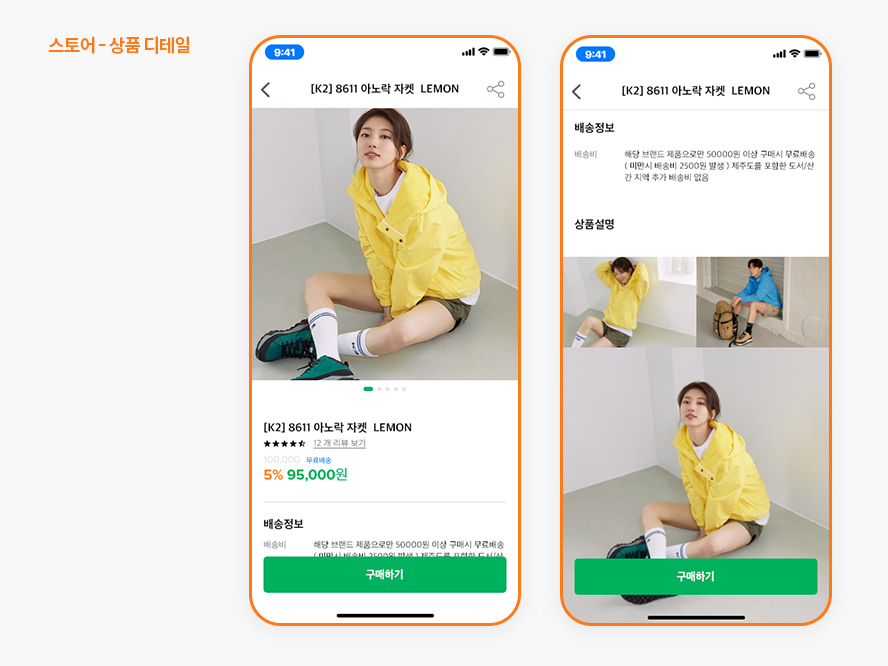 스토어 - 상품 디테일
9:41
[K2] 8611 아노락 자켓 LEMON
[K2] 8611 아노락 자켓 LEMON
12 개 리뷰 보기
100,000 무료배송
5% 95,000원
배송정보
배송비 해당 브랜드 제품으로만 50000원 이상 구매시 무료배송
( 미만시 배송비 2500원 발생 ) 제주도를 포함한 도서/산
구매하기
9:41
[K2] 8611 아노락 자켓 LEMON
배송정보
배송비 해당 브랜드 제품으로만 50000원 이상 구매시 무료배송
( 미만시 배송비 2500원 발생 ) 제주도를 포함한 도서/산
간 지역 추가 배송비 없음
상품설명
구매하기